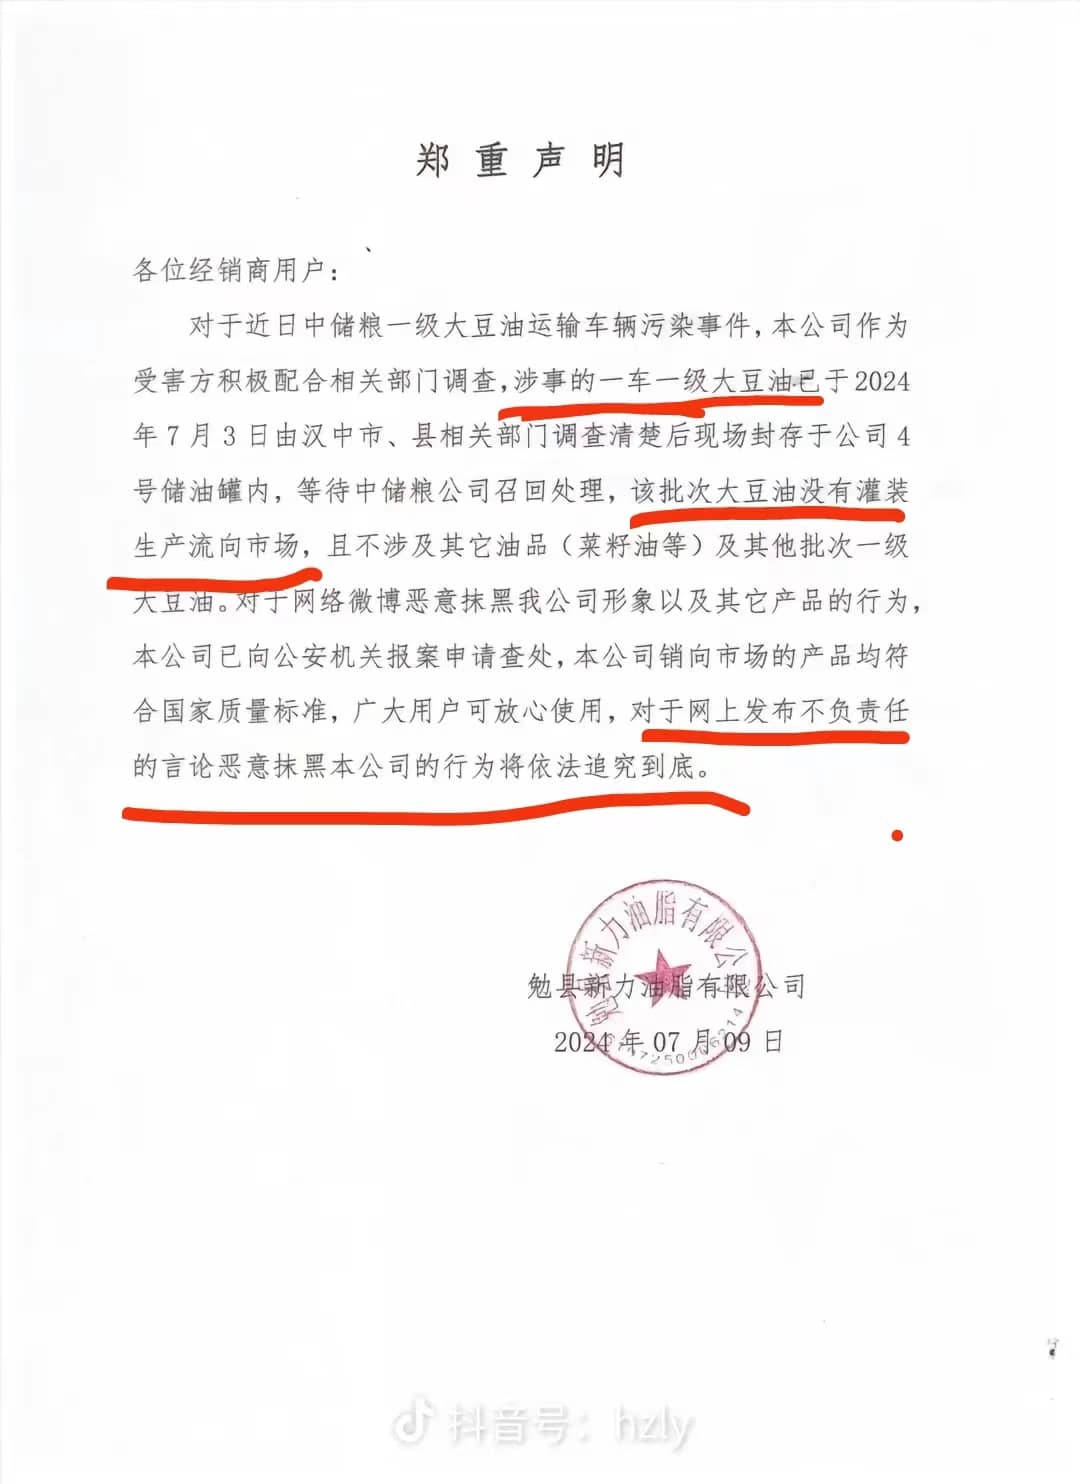 郑重声明
各位经销商用户：
对于近日中储粮一级大豆油运输车辆污染事件，本公司作为
受害方积极配合相关部门调查，涉事的一车一级大豆油已于2024
年7月3日由汉中市、县相关部门调查清楚后现场封存于公司4
号储油罐内，等待中储粮公司召回处理，该批次大豆油没有灌装
生产流向市场，且不涉及其它油品（菜籽油等）及其他批次一级
大豆油。对于网络微博恶意抹黑我公司形象以及其它产品的行为，
本公司已向公安机关报案申请查处，本公司销向市场的产品均符
合国家质量标准，广大用户可放心使用，对于网上发布不负责任
的言论恶意抹黑本公司的行为将依法追究到底。
勉县新力油脂有限公司
勉县新力油脂有限公司
2024年07月09日
抖音号：hzly